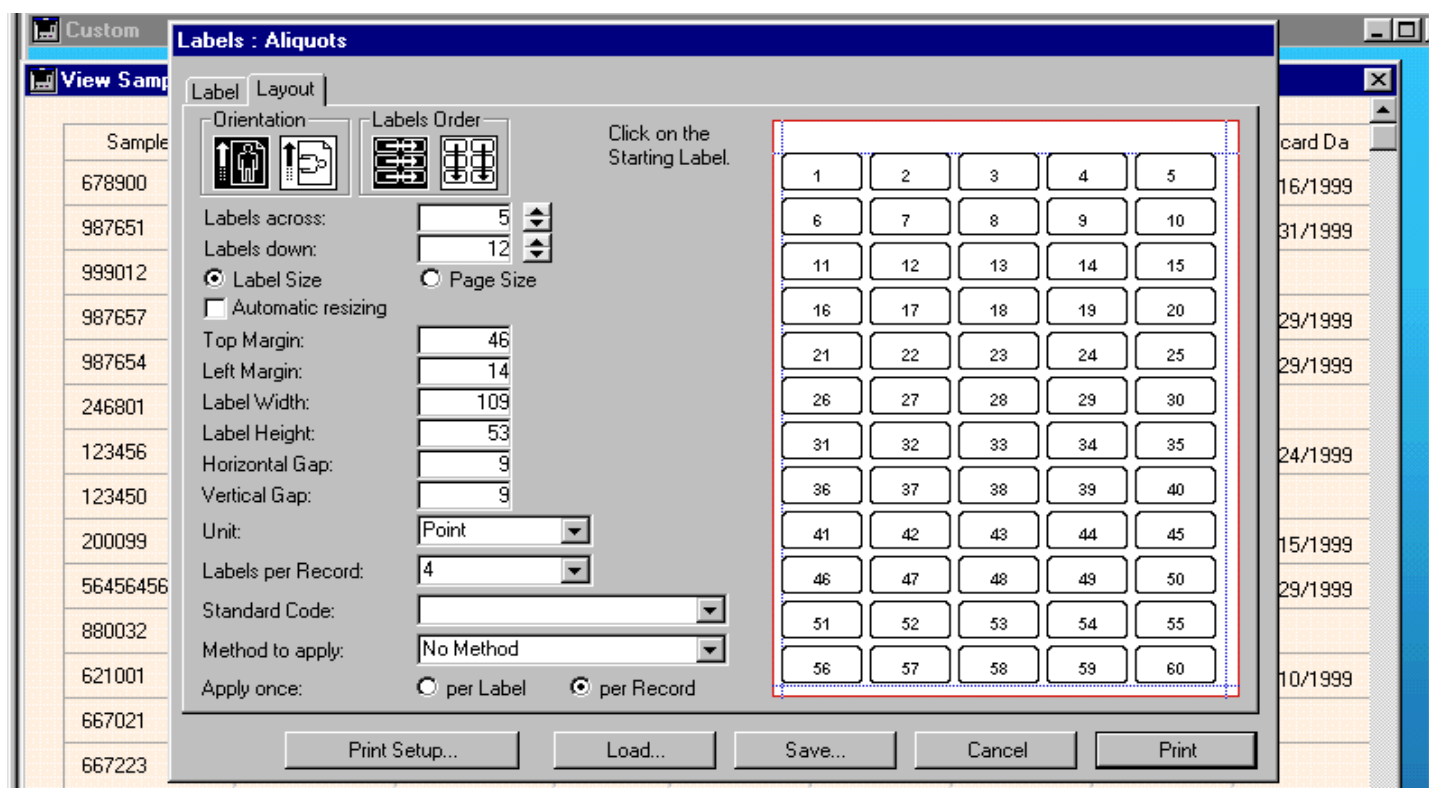 Custom
Labels : Aliquots
View Samp
Label Layout
Orientation Labels Order
Click on the
Starting Label.
Sample
card Da
678900
16/1999
987651
31/1999
999012
987657
29/1999
987654
29/1999
246801
123456
24/1999
123450
200099
15/1999
56456456
29/1999
880032
621001
10/1999
667021
667223
Labels across: 5
Labels down: 12
Label Size Page Size
Automatic resizing
Top Margin: 46
Left Margin: 14
Label Width: 109
Label Height: 53
Horizontal Gap: 9
Vertical Gap: 9
Unit: Point
Labels per Record: 4
Standard Code:
Method to apply: No Method
Apply once: per Label per Record
1 2 3 4 5
6 7 8 9 10
11 12 13 14 15
16 17 18 19 20
21 22 23 24 25
26 27 28 29 30
31 32 33 34 35
36 37 38 39 40
41 42 43 44 45
46 47 48 49 50
51 52 53 54 55
56 57 58 59 60
Print Setup... Load... Save... Cancel Print